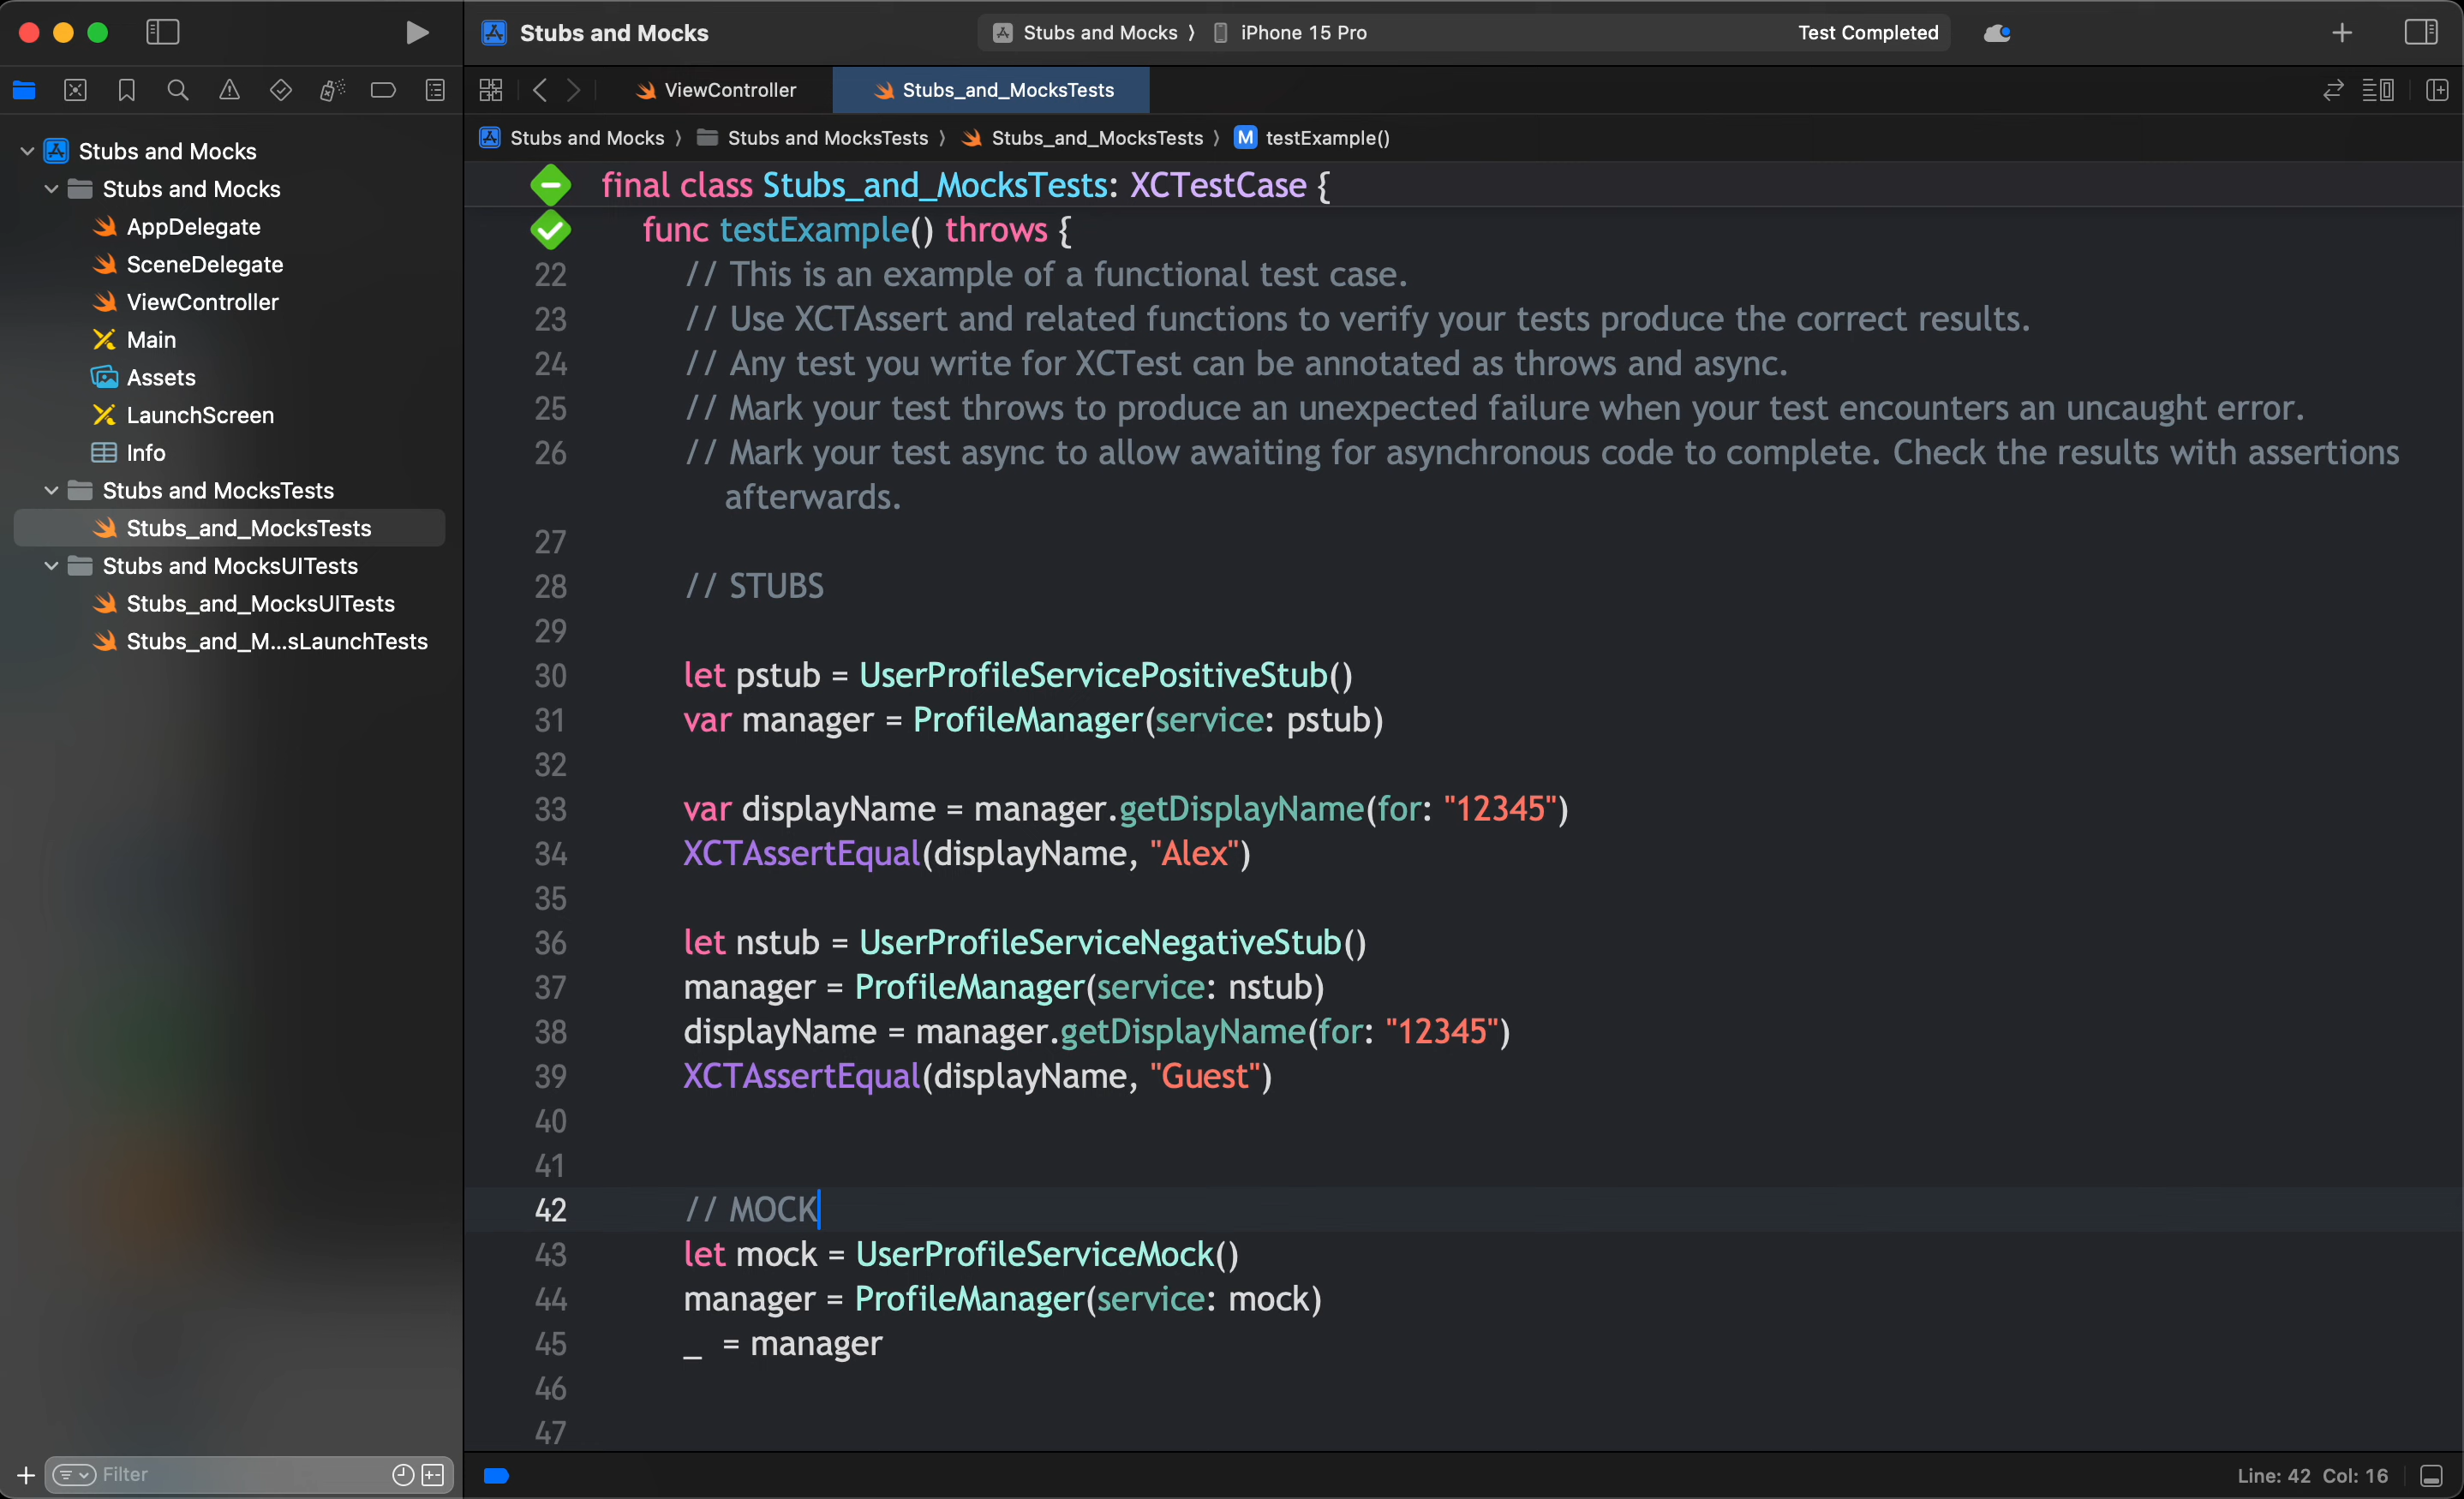 Stubs and Mocks
Stubs and Mocks
iPhone 15 Pro
Test Completed
ViewController
Stubs_and_MocksTests
Stubs and Mocks
Stubs and MocksTests
Stubs_and_MocksTests
M
testExample()
Stubs and Mocks
Stubs and Mocks
AppDelegate
SceneDelegate
ViewController
Main
Assets
LaunchScreen
Info
Stubs and MocksTests
Stubs_and_MocksTests
Stubs and MocksUITests
Stubs_and_MocksUITests
Stubs_and_M...sLaunchTests
Filter
final class Stubs_and_MocksTests: XCTestCase {
func testExample() throws {
22 // This is an example of a functional test case.
23 // Use XCTAssert and related functions to verify your tests produce the correct results.
24 // Any test you write for XCTest can be annotated as throws and async.
25 // Mark your test throws to produce an unexpected failure when your test encounters an uncaught error.
26 // Mark your test async to allow awaiting for asynchronous code to complete. Check the results with assertions
afterwards.
27
28 // STUBS
29
30 let pstub = UserProfileServicePositiveStub()
31 var manager = ProfileManager(service: pstub)
32
33 var displayName = manager.getDisplayName(for: "12345")
34 XCTAssertEqual(displayName, "Alex")
35
36 let nstub = UserProfileServiceNegativeStub()
37 manager = ProfileManager(service: nstub)
38 displayName = manager.getDisplayName(for: "12345")
39 XCTAssertEqual(displayName, "Guest")
40
41
42 // MOCK
43 let mock = UserProfileServiceMock()
44 manager = ProfileManager(service: mock)
45 _ = manager
46
47
Line: 42 Col: 16